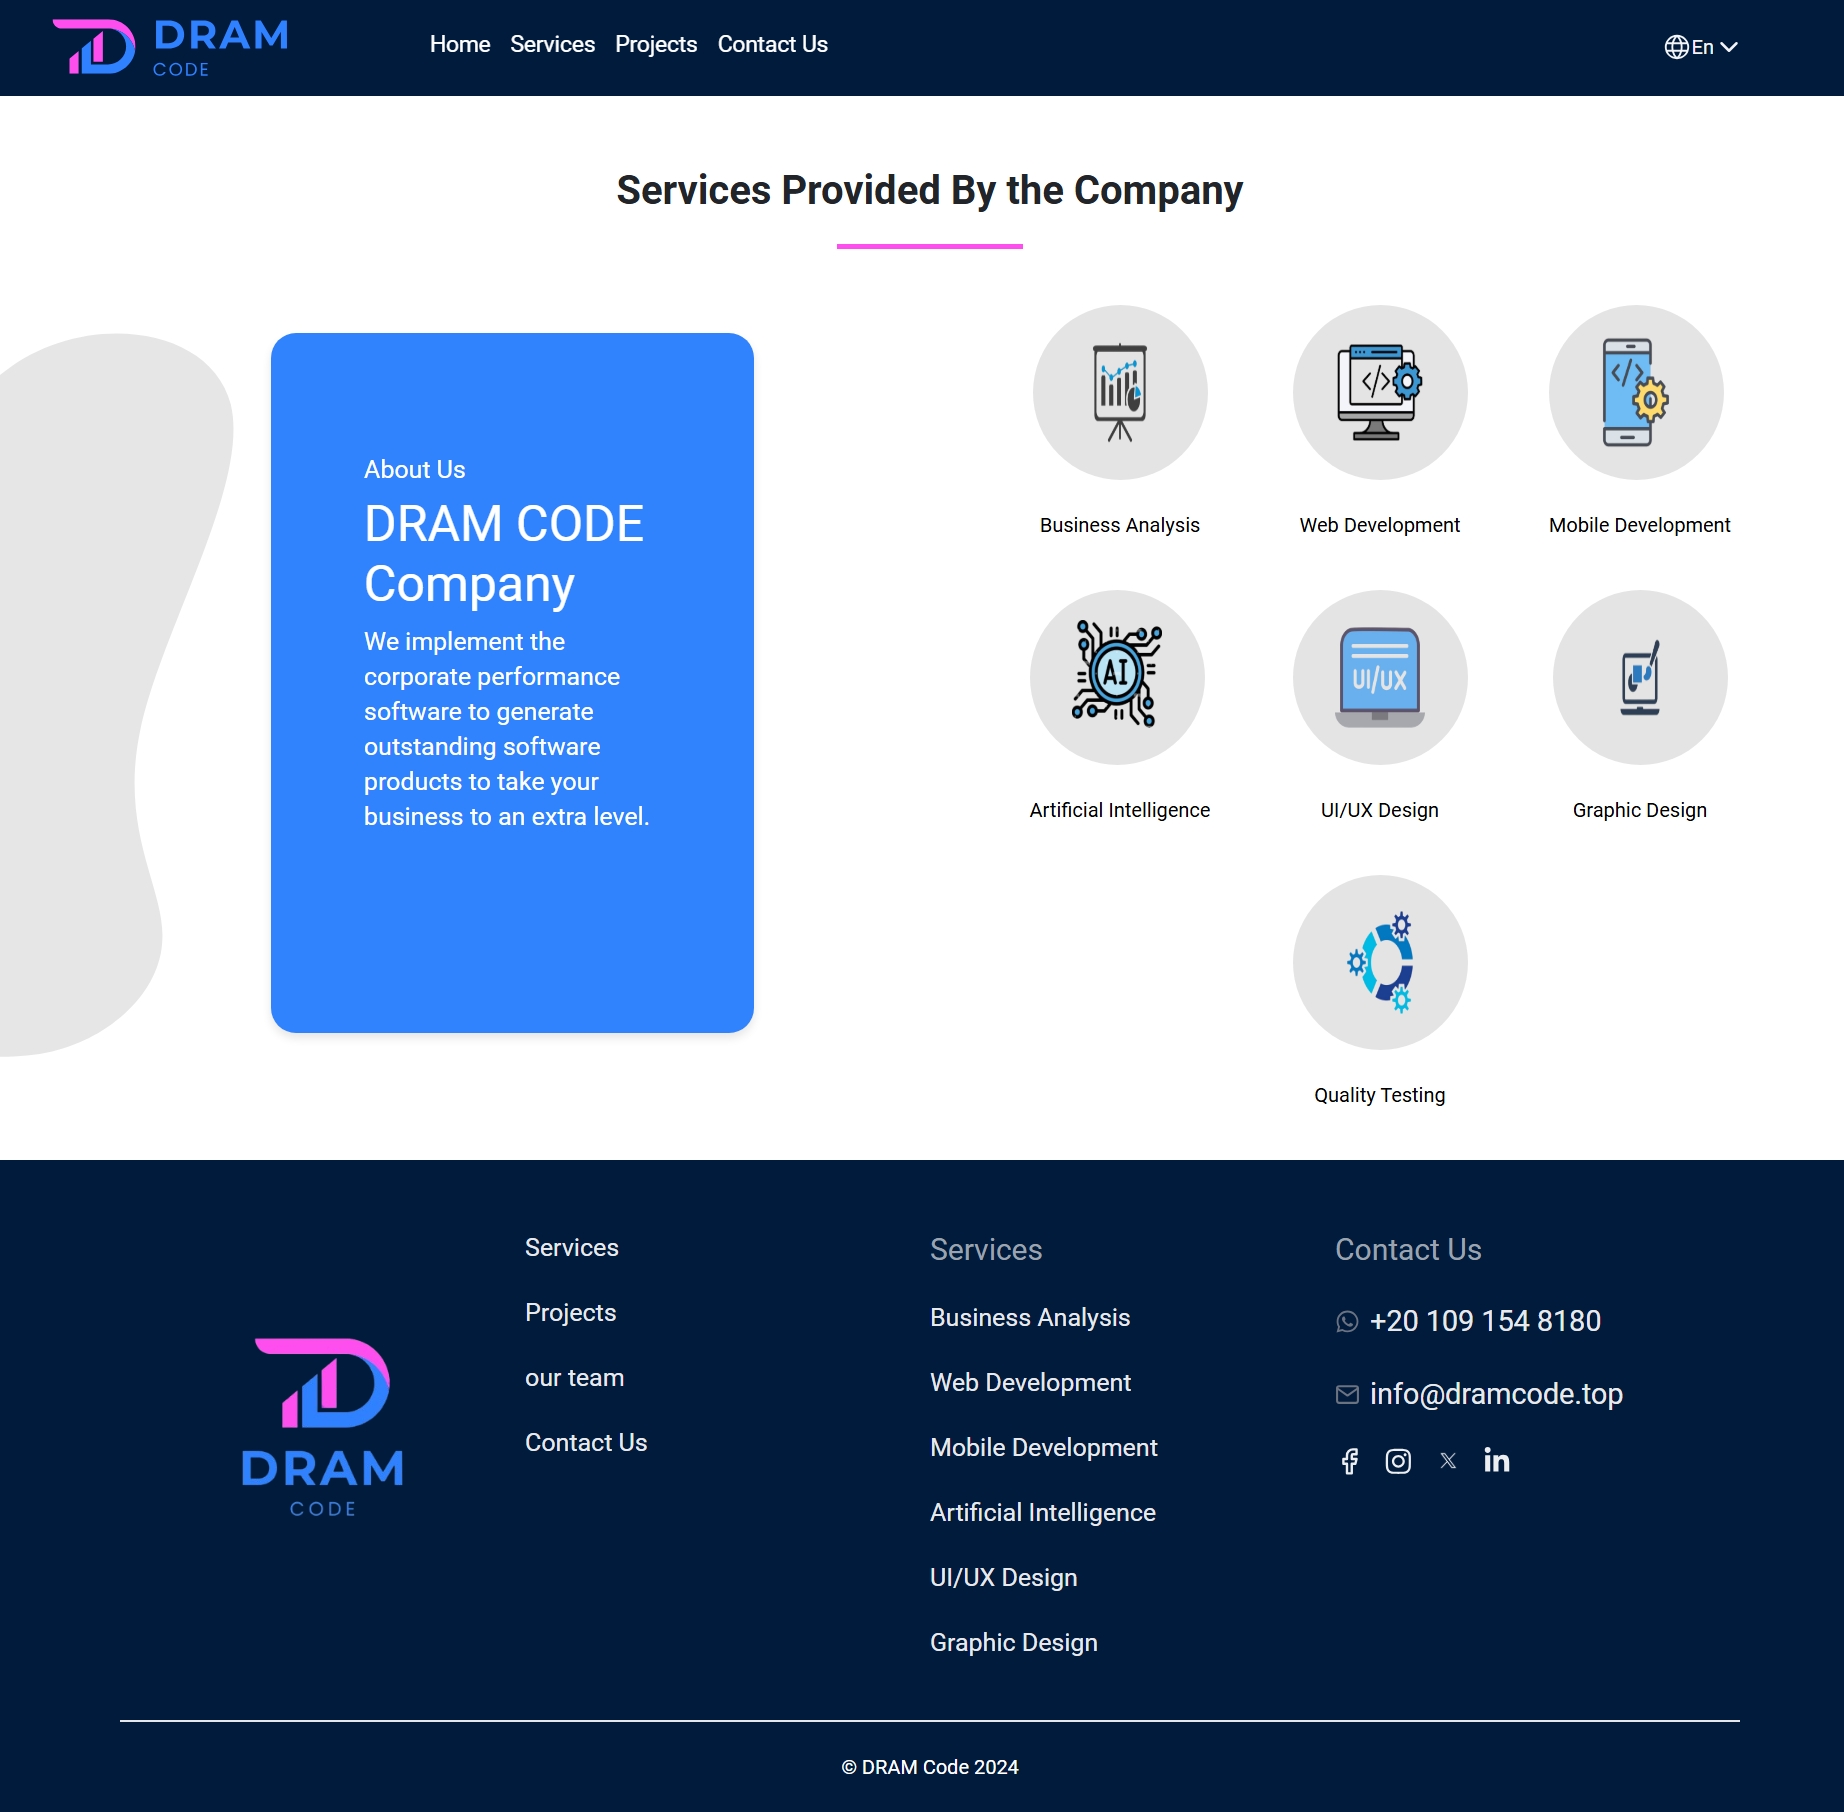 DRAM
CODE
Home Services Projects Contact Us
En
Services Provided By the Company
About Us
DRAM CODE
Company
We implement the
corporate performance
software to generate
outstanding software
products to take your
business to an extra level.
Business Analysis
Web Development
Mobile Development
AI
UI/UX
Artificial Intelligence
UI/UX Design
Graphic Design
Quality Testing
DRAM
CODE
Services
Projects
our team
Contact Us
Services
Business Analysis
Web Development
Mobile Development
Artificial Intelligence
UI/UX Design
Graphic Design
Contact Us
+20 109 154 8180
info@dramcode.top
© DRAM Code 2024